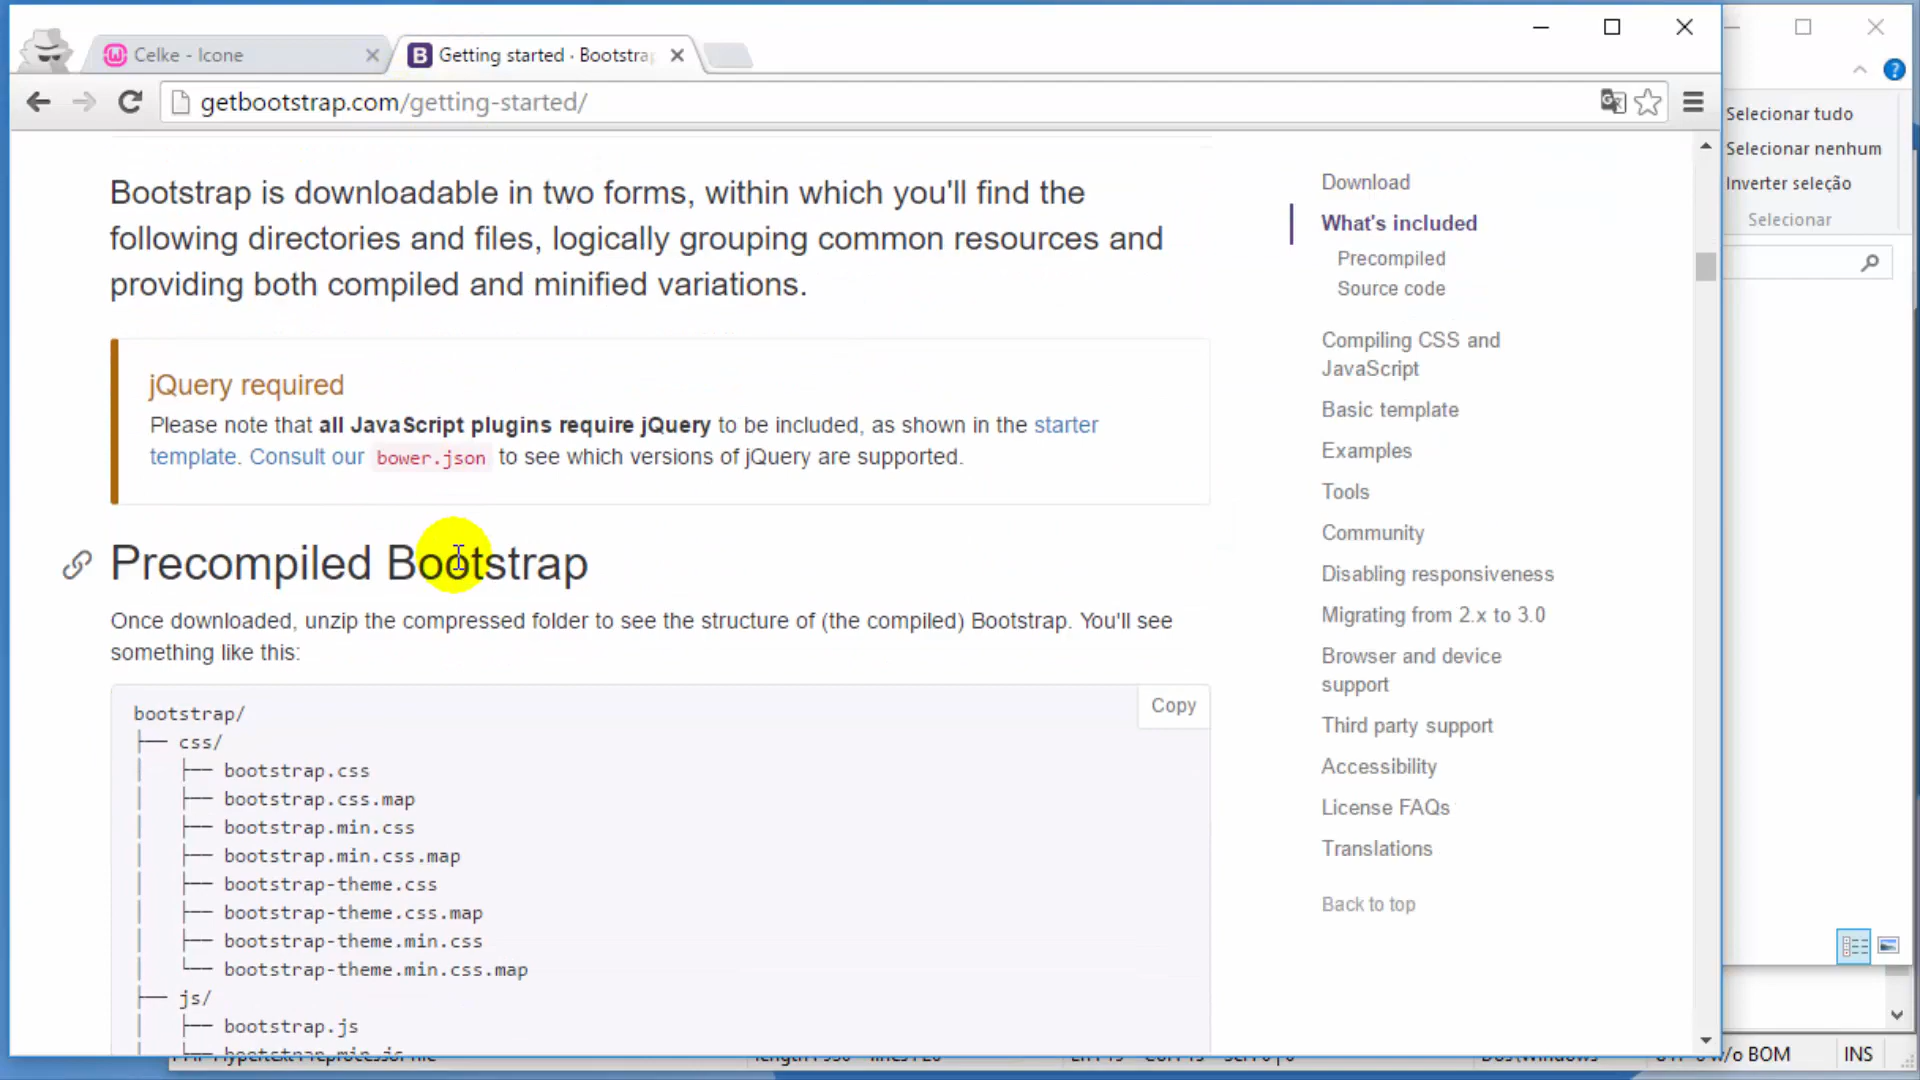 Celke - Icone
Getting started · Bootstra
getbootstrap.com/getting-started/
Selecionar tudo
Selecionar nenhum
Inverter seleção
Selecionar
Bootstrap is downloadable in two forms, within which you'll find the
following directories and files, logically grouping common resources and
providing both compiled and minified variations.
jQuery required
Please note that all JavaScript plugins require jQuery to be included, as shown in the starter
template. Consult our bower.json to see which versions of jQuery are supported.
Precompiled Bootstrap
Once downloaded, unzip the compressed folder to see the structure of (the compiled) Bootstrap. You'll see
something like this:
Copy
bootstrap/
├── css/
│   ├── bootstrap.css
│   ├── bootstrap.css.map
│   ├── bootstrap.min.css
│   ├── bootstrap.min.css.map
│   ├── bootstrap-theme.css
│   ├── bootstrap-theme.css.map
│   ├── bootstrap-theme.min.css
│   └── bootstrap-theme.min.css.map
├── js/
│   ├── bootstrap.js
Download
What's included
Precompiled
Source code
Compiling CSS and
JavaScript
Basic template
Examples
Tools
Community
Disabling responsiveness
Migrating from 2.x to 3.0
Browser and device
support
Third party support
Accessibility
License FAQs
Translations
Back to top
w/o BOM
INS